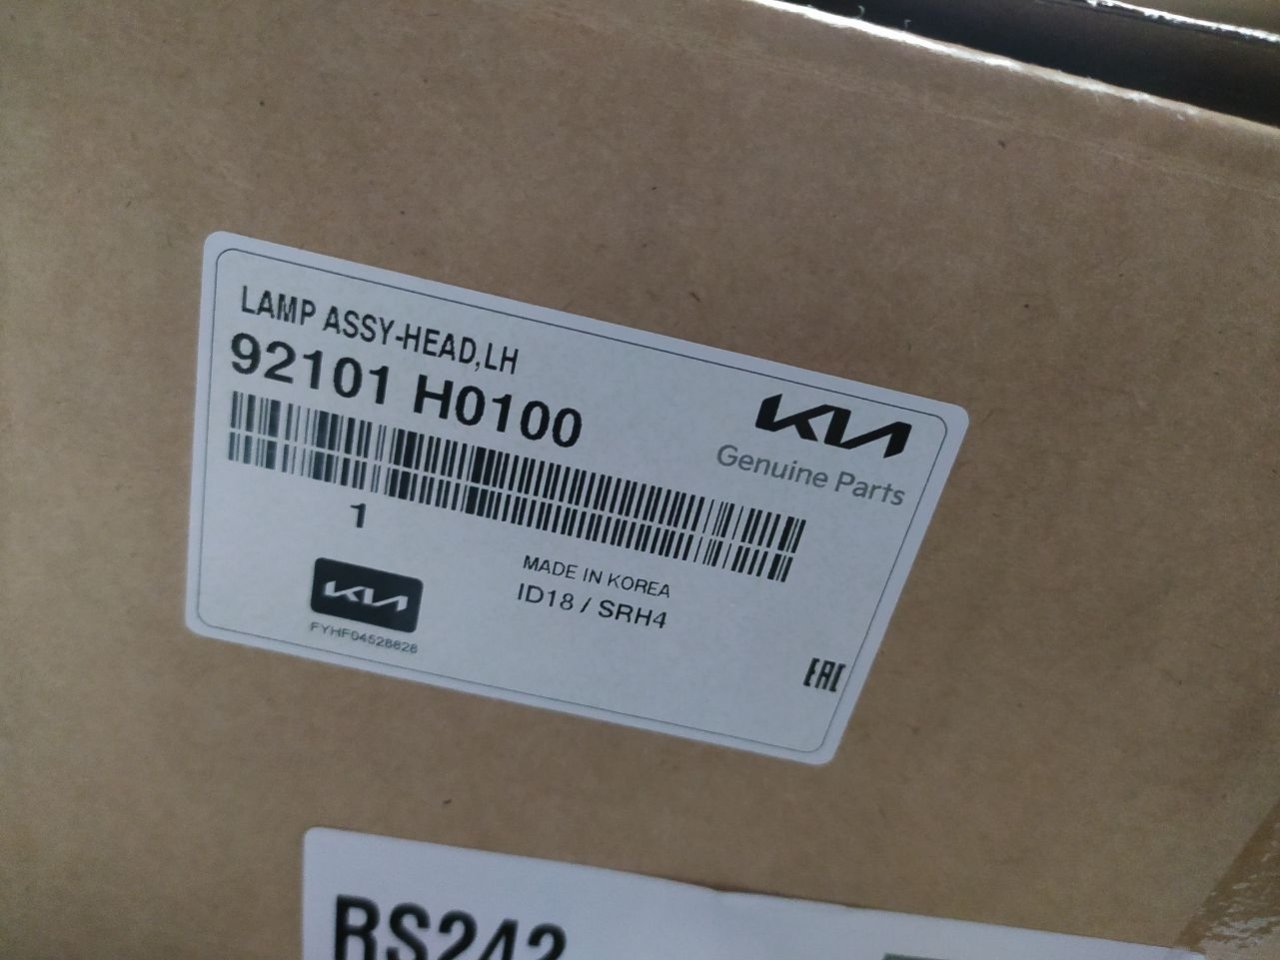 LAMP ASSY-HEAD,LH
92101 H0100
KIA
Genuine Parts
1
MADE IN KOREA
ID18 / SRH4
KIA
FYHF04528628
EAC
RS242